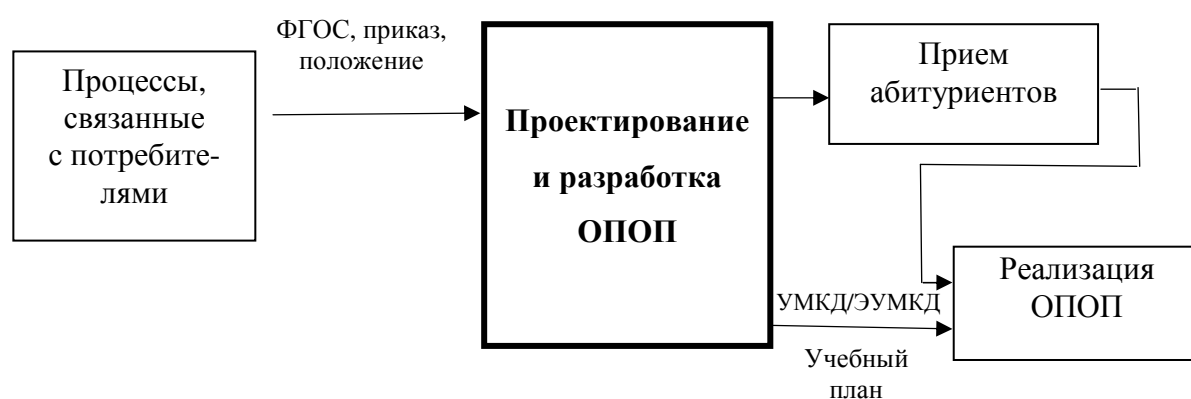 Процессы,
связанные
с потребите-
лями
ФГОС, приказ,
положение
Проектирование
и разработка
ОПОП
Прием
абитуриентов
УМКД/ЭУМКД
Учебный
план
Реализация
ОПОП